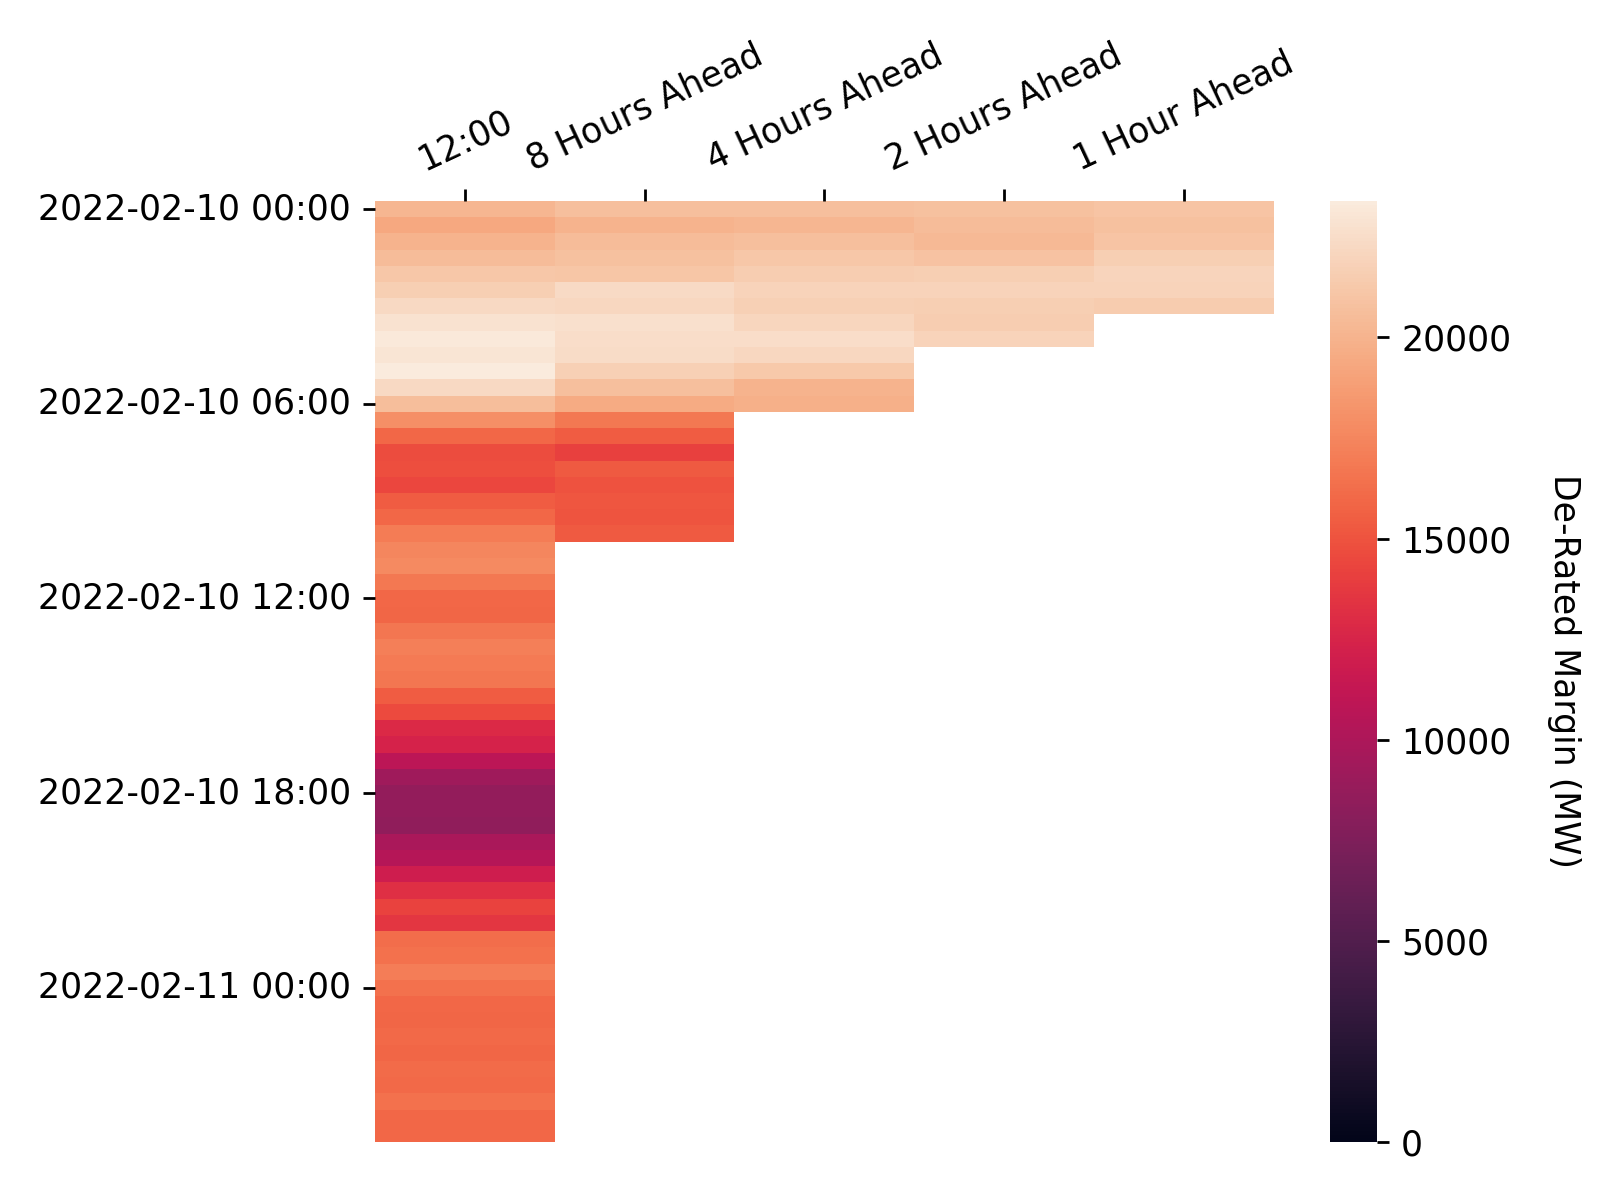 12:00
8 Hours Ahead
4 Hours Ahead
2 Hours Ahead
1 Hour Ahead
2022-02-10 00:00
2022-02-10 06:00
2022-02-10 12:00
2022-02-10 18:00
2022-02-11 00:00
20000
15000
10000
5000
0
De-Rated Margin (MW)